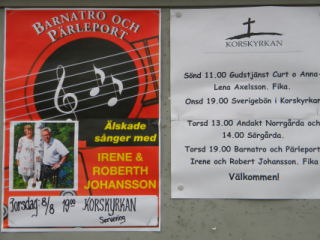 BARNATRO OCH
PÄRLEPORT
Älskade
sånger med
IRENE &
ROBERTH
JOHANSSON
Torsdag 8/8 19.00 KORSKYRKAN
Servering
KORSKYRKAN
Sönd 11.00 Gudstjänst Curt o Anna-
Lena Axelsson. Fika.
Onsd 19.00 Sverigebön i Korskyrkan
Torsd 13.00 Andakt Norrgårda och
14.00 Sörgårda.
Torsd 19.00 Barnatro och Pärleport
Irene och Robert Johansson. Fika
Välkommen!